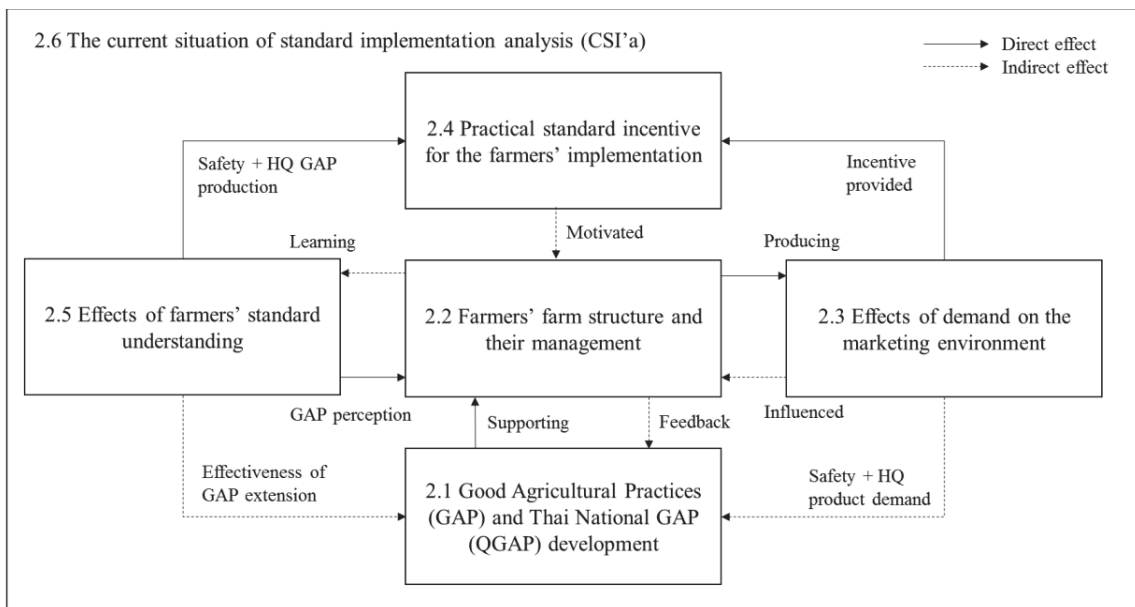 2.6 The current situation of standard implementation analysis (CSI’a)
Direct effect
Indirect effect
2.4 Practical standard incentive
for the farmers’ implementation
Safety + HQ GAP
production
Incentive
provided
Learning
Motivated
Producing
2.5 Effects of farmers’ standard
understanding
2.2 Farmers’ farm structure and
their management
2.3 Effects of demand on the
marketing environment
GAP perception
Supporting
Feedback
Influenced
Effectiveness of
GAP extension
2.1 Good Agricultural Practices
(GAP) and Thai National GAP
(QGAP) development
Safety + HQ
product demand